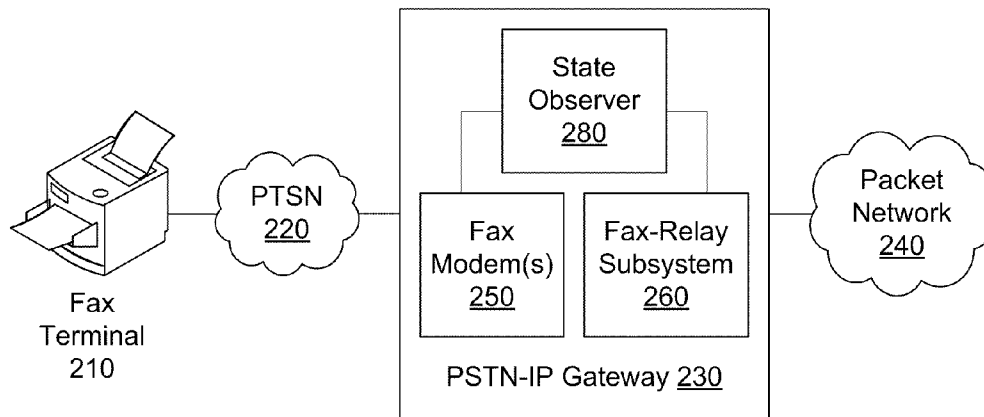 Fax
Terminal
210
PTSN
220
State
Observer
280
Fax
Modem(s)
250
Fax-Relay
Subsystem
260
PSTN-IP Gateway 230
Packet
Network
240